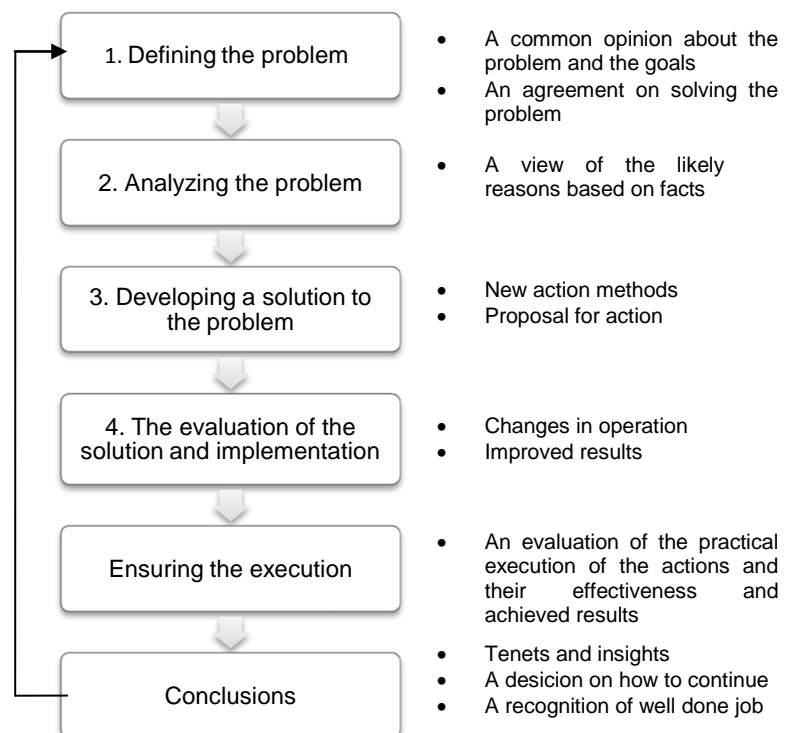 1. Defining the problem
• A common opinion about the
problem and the goals
• An agreement on solving the
problem
2. Analyzing the problem
• A view of the likely
reasons based on facts
3. Developing a solution to
the problem
• New action methods
• Proposal for action
4. The evaluation of the
solution and implementation
• Changes in operation
• Improved results
Ensuring the execution
• An evaluation of the practical
execution of the actions and
their effectiveness and
achieved results
Conclusions
• Tenets and insights
• A desicion on how to continue
• A recognition of well done job